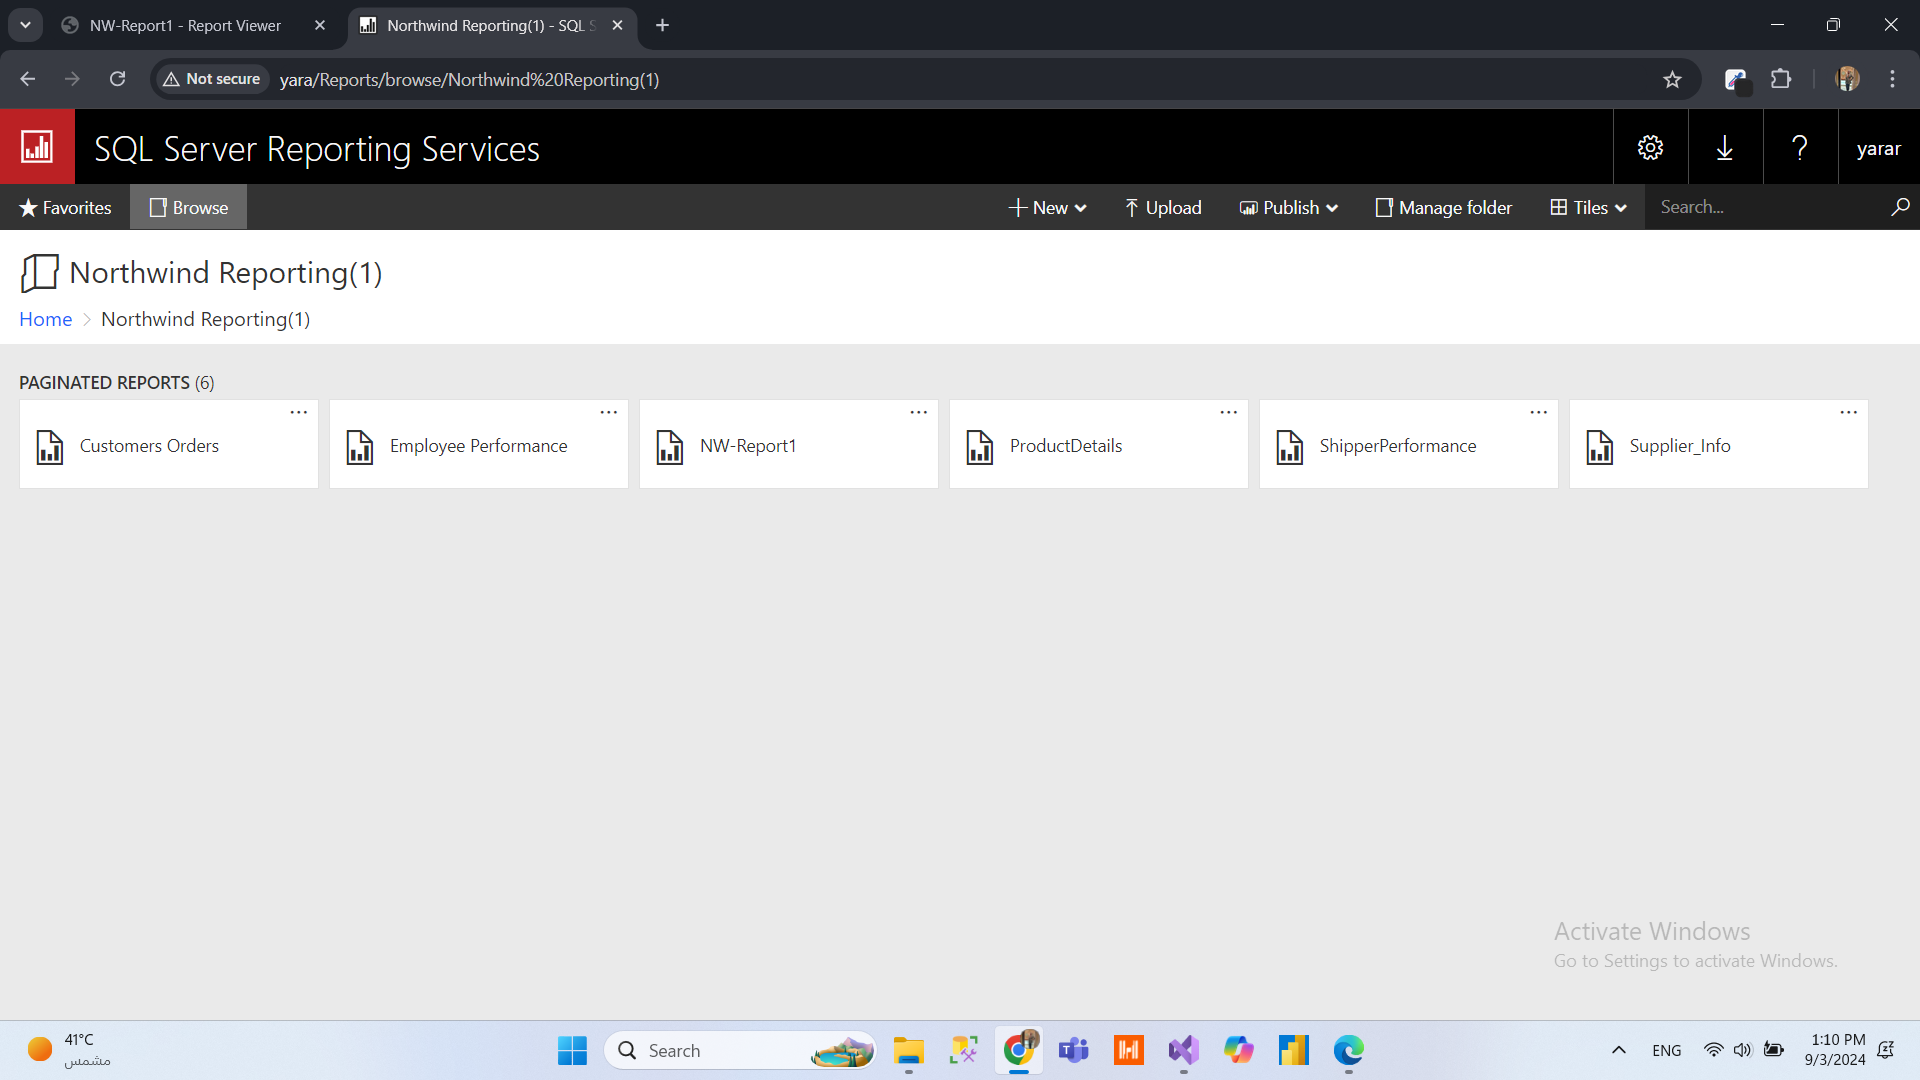 NW-Report1 - Report Viewer
Northwind Reporting(1) - SQL S
Not secure
yara/Reports/browse/Northwind%20Reporting(1)
SQL Server Reporting Services
?
yarar
Favorites
Browse
New
Upload
Publish
Manage folder
Tiles
Search...
Northwind Reporting(1)
Home > Northwind Reporting(1)
PAGINATED REPORTS (6)
Customers Orders
Employee Performance
NW-Report1
ProductDetails
ShipperPerformance
Supplier_Info
Activate Windows
Go to Settings to activate Windows.
41°C
مشمس
Search
ENG
1:10 PM
9/3/2024